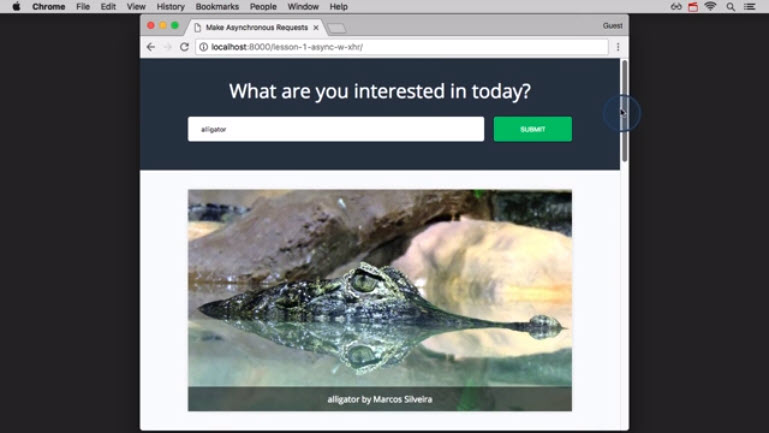 Chrome File Edit View History Bookmarks People Window Help
Make Asynchronous Requests
Guest
localhost:8000/lesson-1-async-w-xhr/
What are you interested in today?
alligator
SUBMIT
alligator by Marcos Silveira